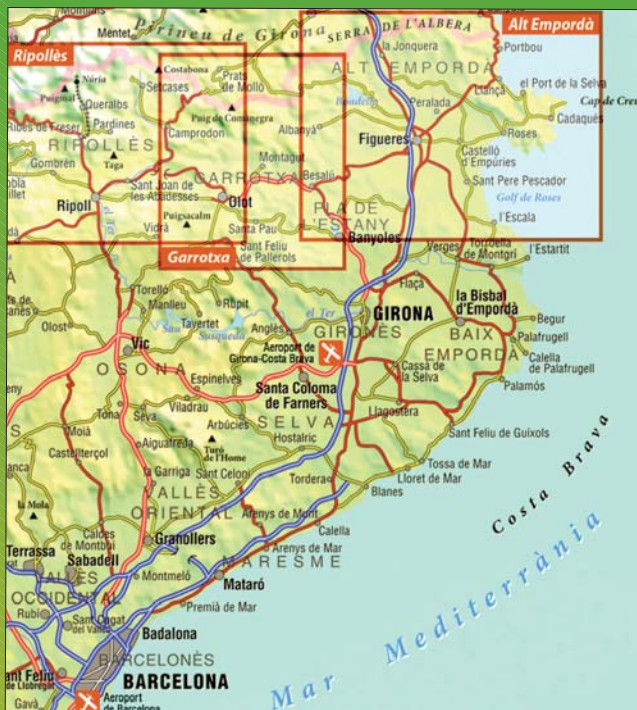 Alt Empordà
Ripollès
Pirineu de Girona
SERRA DE L'ALBERA
Mentet
Portbou
la Jonquera
ALT EMPORDÀ
Costabona
Núria
Prats
de Molló
Setcases
Puigmal
Queralbs
Puig de Comanegra
el Port de la Selva
Llançà
Cap de Creus
Boadella
Peralada
Cadaqués
Ribes de Freser
Pardines
Camprodon
Albanyà
Roses
RIPOLLÈS
Figueres
Castelló
d'Empúries
Gombrèn
Taga
Montagut
Sant Joan de
les Abadesses
GARROTXA
Besalú
Sant Pere Pescador
Golf de Roses
Ripoll
Olot
PLA DE
L'ESTANY
el Ter
Puigsacalm
Vidrà
Santa Pau
l'Escala
Banyoles
Sant Feliu
de Pallerols
Garrotxa
Verges
Torroella
de Montgrí
l'Estartit
Torelló
Flaçà
Manlleu
Rupit
el Ter
GIRONA
la Bisbal
d'Empordà
Olost
Tavertet
Sau
Susqueda
Anglès
GIRONÈS
Begur
Vic
Aeroport de
Girona-Costa Brava
BAIX
EMPORDÀ
Palafrugell
Calella
de Palafrugell
OSONA
Espinelves
Santa Coloma
de Farners
Cassà de
la Selva
Palamós
Tona
Seva
Viladrau
Llagostera
Arbúcies
SELVA
Sant Feliu de Guíxols
Moià
Aiguafreda
Turó
de l'Home
Hostalric
Castellterçol
la Garriga
Sant Celoni
Tordera
Tossa de Mar
Lloret de Mar
Blanes
Costa Brava
la Mola
VALLÈS
ORIENTAL
Arenys de Munt
Calella
Caldes
de Montbui
Granollers
Arenys de Mar
Terrassa
Sabadell
MARESME
VALLÈS
OCCIDENTAL
Montmeló
Mataró
Rubí
Sant Cugat
del Vallès
Premià de Mar
Mar Mediterrània
Badalona
BARCELONÈS
Sant Feliu
de Llobregat
BARCELONA
Gavà
Aeroport
de Barcelona